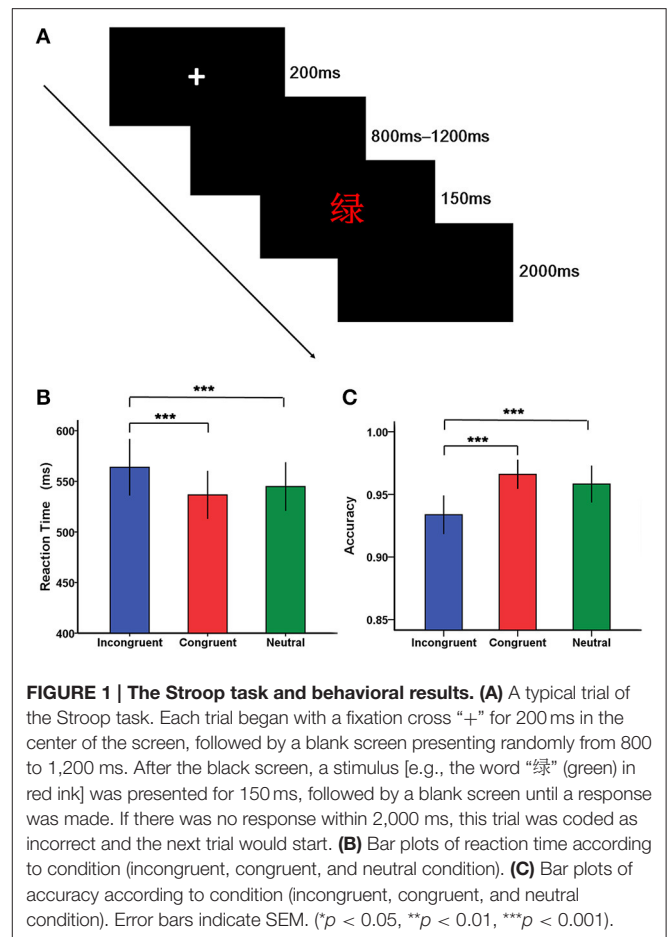 A
+
200ms
800ms–1200ms
绿
150ms
2000ms
B
***
***
600
550
500
450
400
Reaction Time (ms)
Incongruent Congruent Neutral
C
***
***
1.00
0.95
0.90
0.85
Accuracy
Incongruent Congruent Neutral
FIGURE 1 | The Stroop task and behavioral results. (A) A typical trial of
the Stroop task. Each trial began with a fixation cross “+” for 200 ms in the
center of the screen, followed by a blank screen presenting randomly from 800
to 1,200 ms. After the black screen, a stimulus [e.g., the word “绿” (green) in
red ink] was presented for 150 ms, followed by a blank screen until a response
was made. If there was no response within 2,000 ms, this trial was coded as
incorrect and the next trial would start. (B) Bar plots of reaction time according
to condition (incongruent, congruent, and neutral condition). (C) Bar plots of
accuracy according to condition (incongruent, congruent, and neutral
condition). Error bars indicate SEM. (*p < 0.05, **p < 0.01, ***p < 0.001).